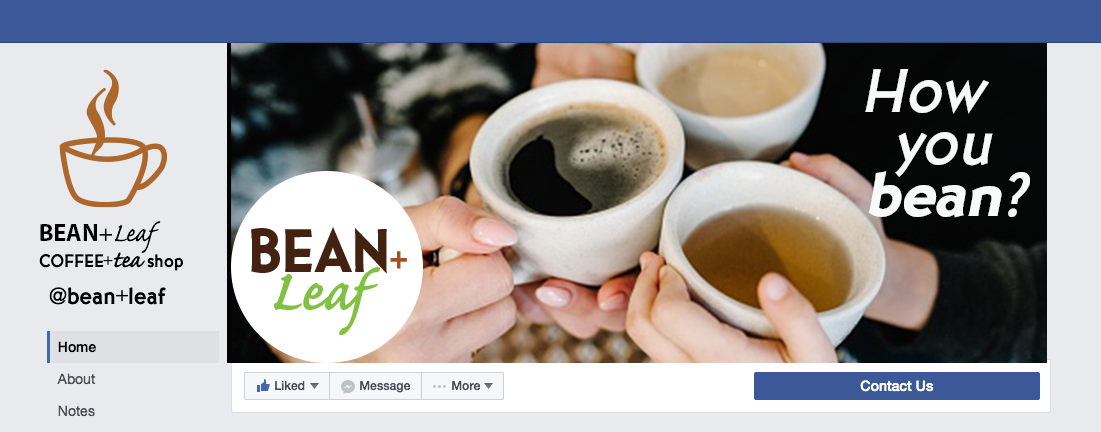 BEAN+Leaf
COFFEE+tea shop
@bean+leaf
Home
About
Notes
How
you
bean?
BEAN+
Leaf
Liked
Message
More
Contact Us